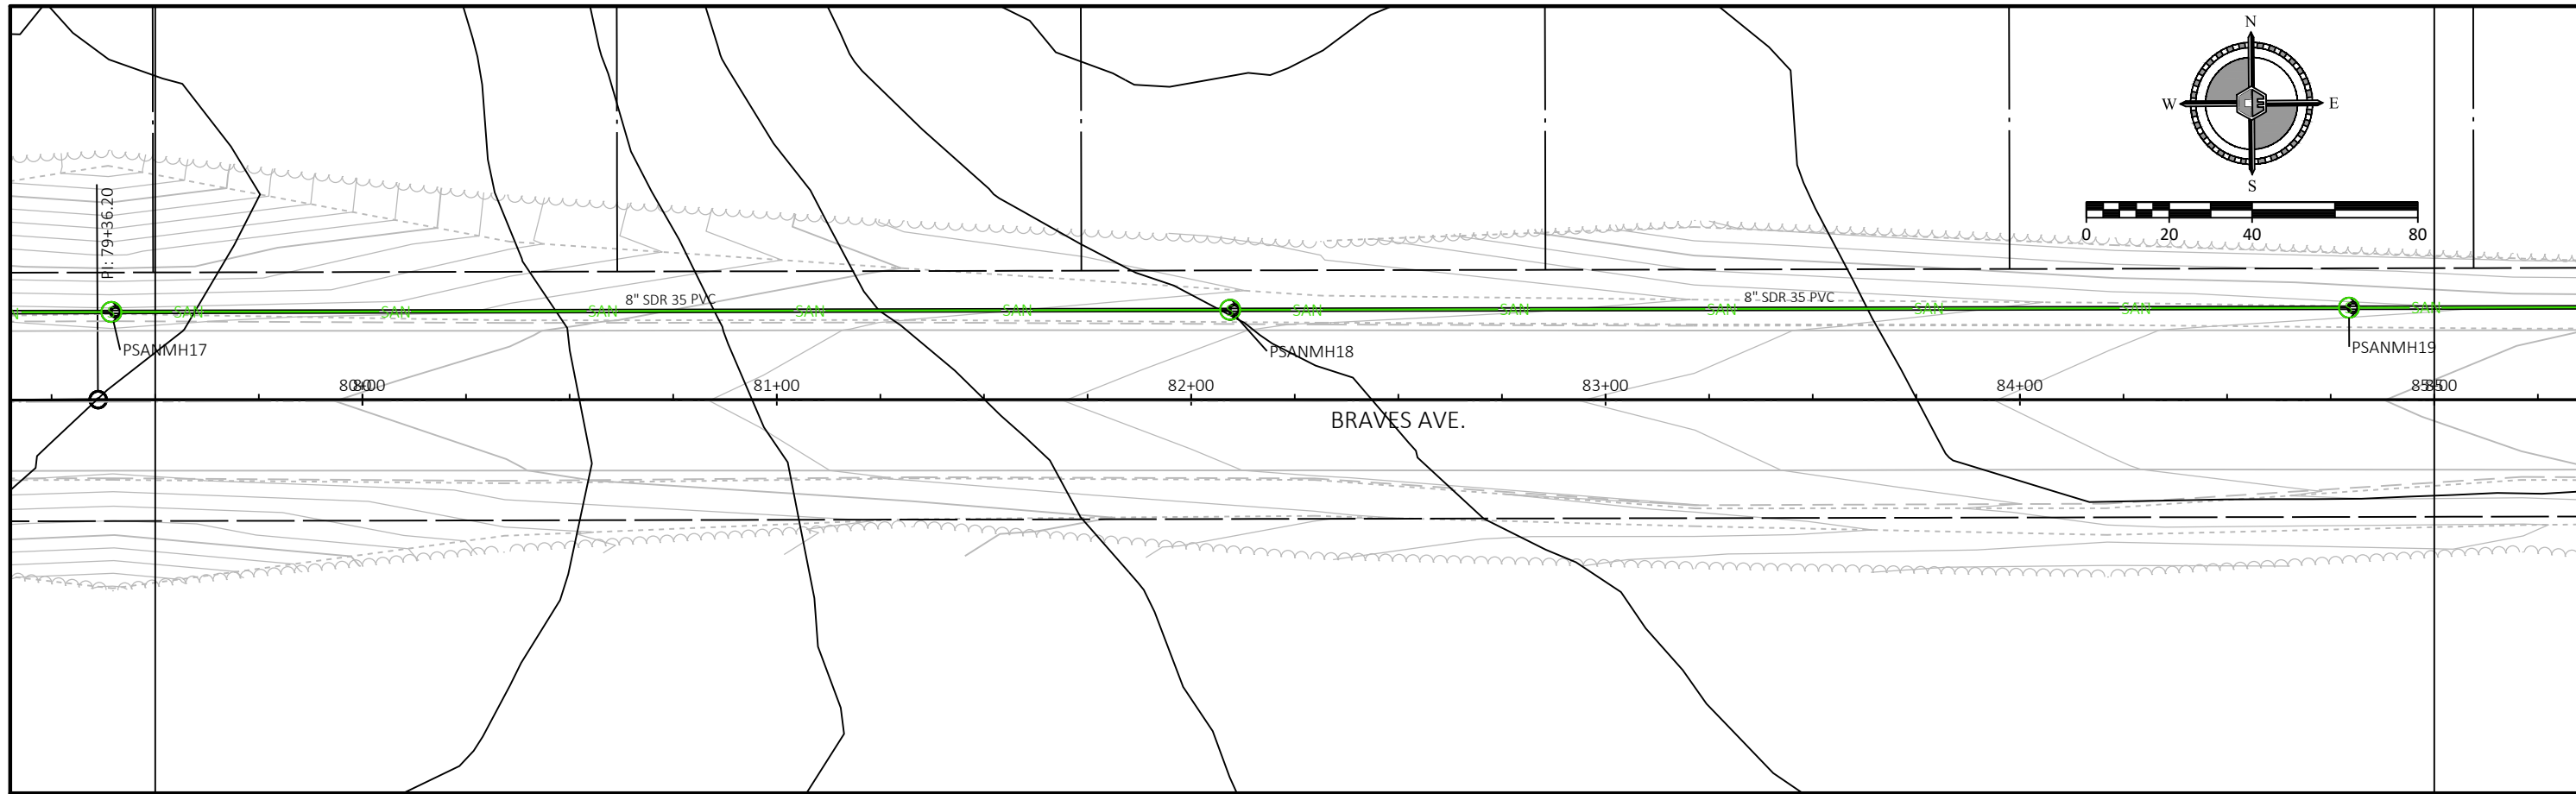 N
W E
S
0 20 40 80
PI: 79+36.20
8" SDR 35 PVC
8" SDR 35 PVC
SAN SAN SAN SAN SAN SAN SAN SAN SAN SAN SAN
PSANMH17
PSANMH18
PSANMH19
81+00 82+00 83+00 84+00
BRAVES AVE.